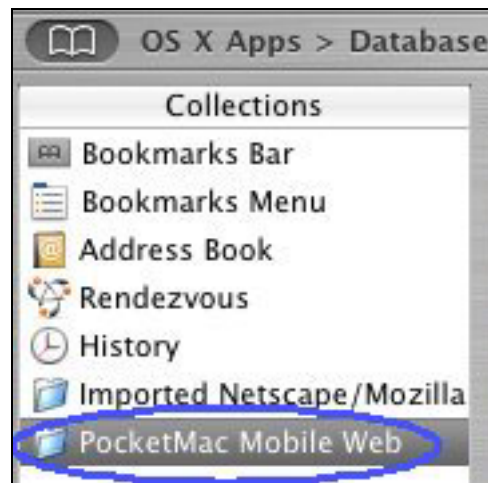 OS X Apps > Database
Collections
Bookmarks Bar
Bookmarks Menu
Address Book
Rendezvous
History
Imported Netscape/Mozilla
PocketMac Mobile Web